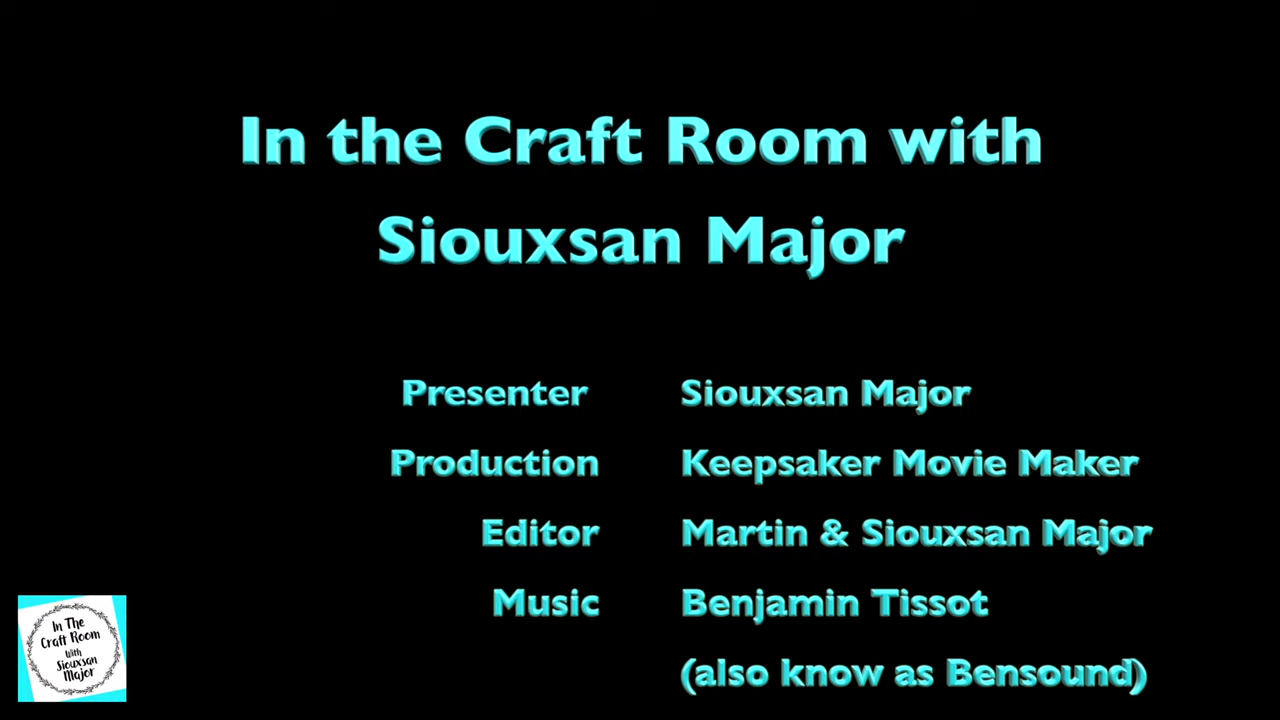 In the Craft Room with
Siouxsan Major
Presenter Siouxsan Major
Production Keepsaker Movie Maker
Editor Martin & Siouxsan Major
Music Benjamin Tissot
(also know as Bensound)
In The
Craft Room
With
Siouxsan
Major